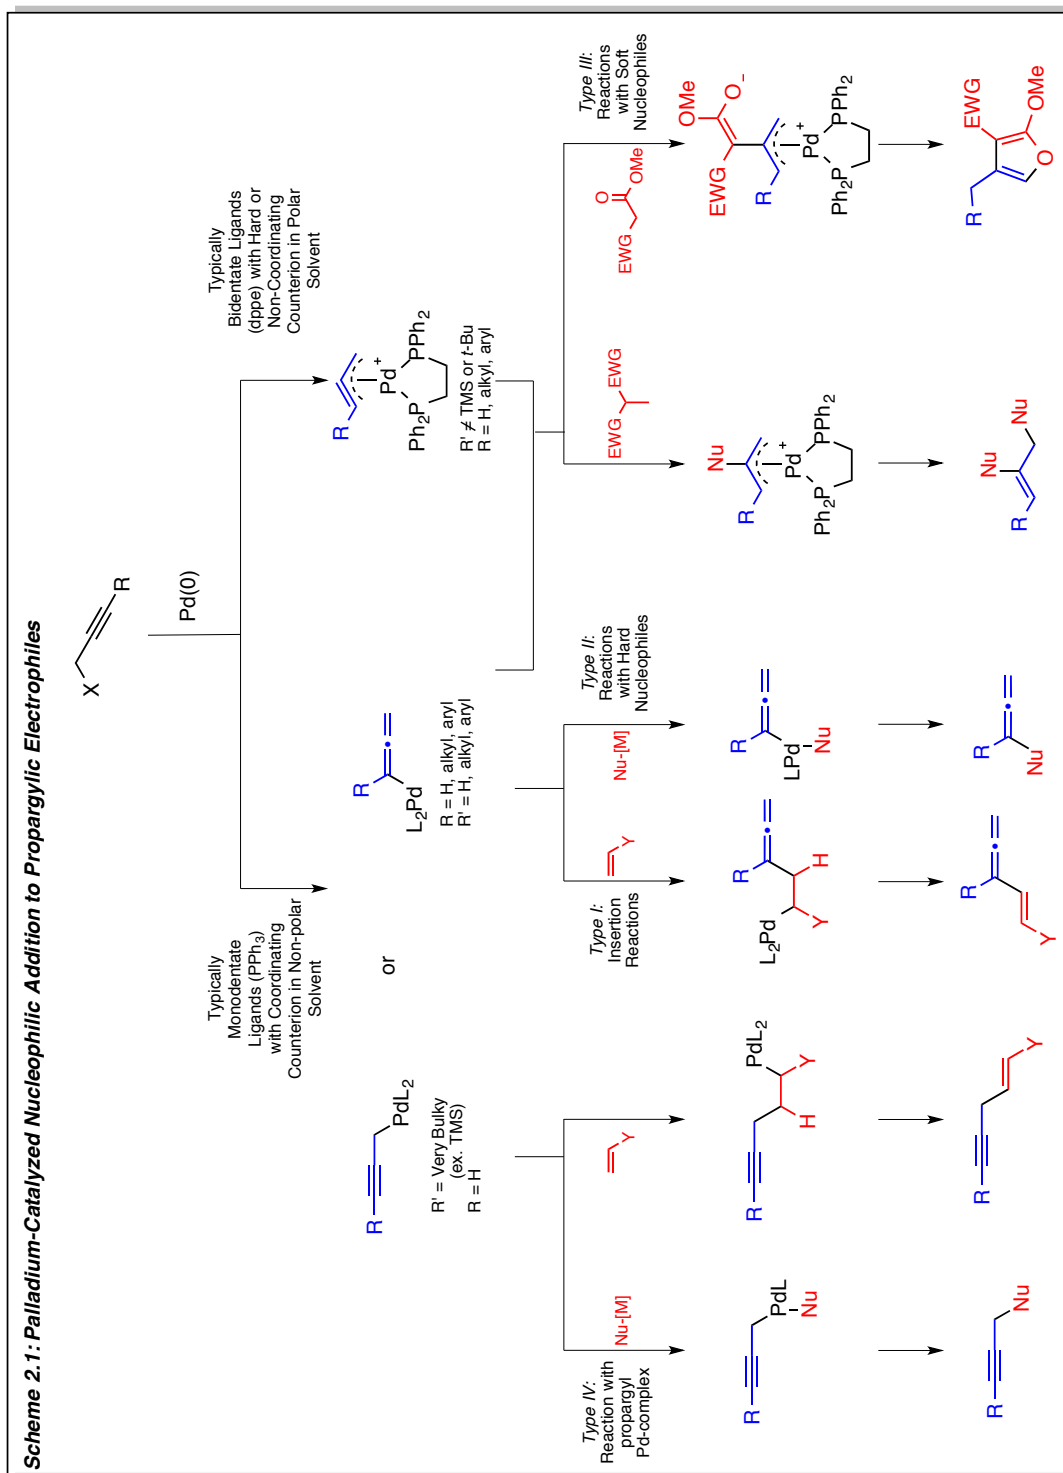 Scheme 2.1: Palladium-Catalyzed Nucleophilic Addition to Propargylic Electrophiles
X
R
Pd(0)
Typically
Monodentate
Ligands (PPh3)
with Coordinating
Counterion in Non-polar
Solvent
Typically
Bidentate Ligands
(dppe) with Hard or
Non-Coordinating
Counterion in Polar
Solvent
R
PdL2
R' = Very Bulky
(ex. TMS)
R = H
or
R
L2Pd
R = H, alkyl, aryl
R' = H, alkyl, aryl
R
Pd
+
Ph2P
PPh2
R' ≠ TMS or t-Bu
R = H, alkyl, aryl
Type IV:
Reaction with
propargyl
Pd-complex
Nu-[M]
Y
Type I:
Insertion
Reactions
Y
Nu-[M]
Type II:
Reactions
with Hard
Nucleophiles
EWG
EWG
EWG
O
OMe
Type III:
Reactions
with Soft
Nucleophiles
R
PdL
Nu
R
PdL2
H
Y
R
L2Pd
Y
H
R
LPd
Nu
R
Nu
Pd
+
Ph2P
PPh2
R
EWG
OMe
O-
Pd
+
Ph2P
PPh2
R
Nu
R
Y
R
Y
R
Nu
R
Nu
Nu
R
EWG
OMe
O